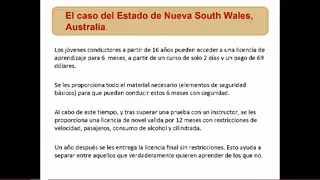 El caso del Estado de Nueva South Wales,
Australia.
Los jóvenes conductores a partir de 16 años pueden acceder a una licencia de
aprendizaje para 6 meses, a partir de un curso de solo 2 días y un pago de 69
dólares.
Se les proporciona todo el material necesario (elementos de seguridad
básicos) para que puedan conducir estos 6 meses con seguridad.
Al cabo de este tiempo, y tras superar una prueba con un instructor, se les
proporciona una licencia de novel valida por 12 meses con restricciones de
velocidad, pasajeros, consumo de alcohol y cilindrada.
Un año después se les entrega la licencia final sin restricciones. Esto ayuda a
separar entre aquellos que verdaderamente quieren aprender de los que no.